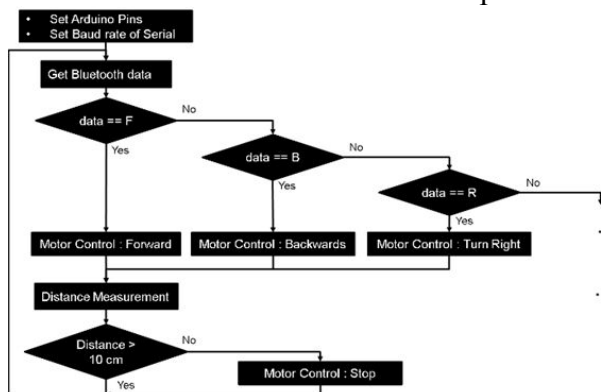 • Set Arduino Pins
• Set Baud rate of Serial
Get Bluetooth data
data == F
No
Yes
data == B
No
Yes
data == R
No
Yes
Motor Control : Forward
Motor Control : Backwards
Motor Control : Turn Right
Distance Measurement
Distance >
10 cm
No
Yes
Motor Control : Stop